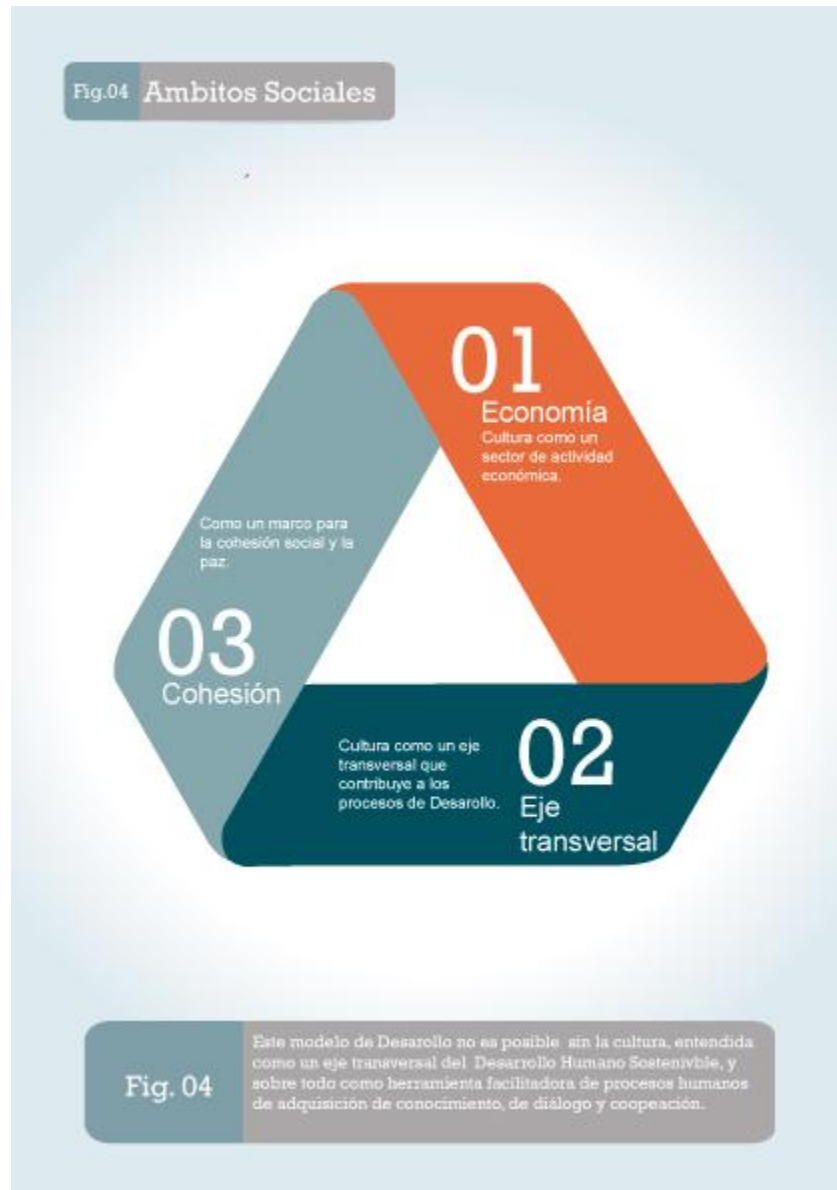 Fig.04 Ambitos Sociales
01
Economía
Cultura como un
sector de actividad
económica.
Como un marco para
la cohesión social y la
paz.
03
Cohesión
Cultura como un eje
transversal que
contribuye a los
procesos de Desarollo.
02
Eje
transversal
Fig. 04
Este modelo de Desarollo no es posible sin la cultura, entendida
como un eje transversal del Desarrollo Humano Sostenivble, y
sobre todo como herramienta facilitadora de procesos humanos
de adquisición de conocimiento, de diálogo y coopeación.